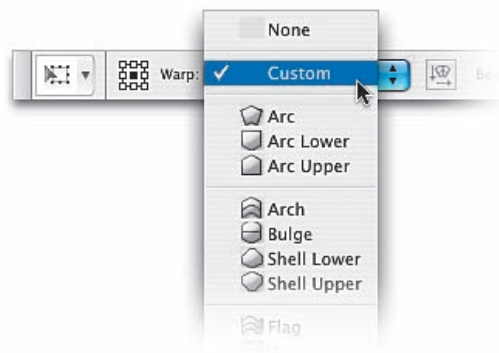 None
Warp: ✓ Custom
Arc
Arc Lower
Arc Upper
Arch
Bulge
Shell Lower
Shell Upper
Flag